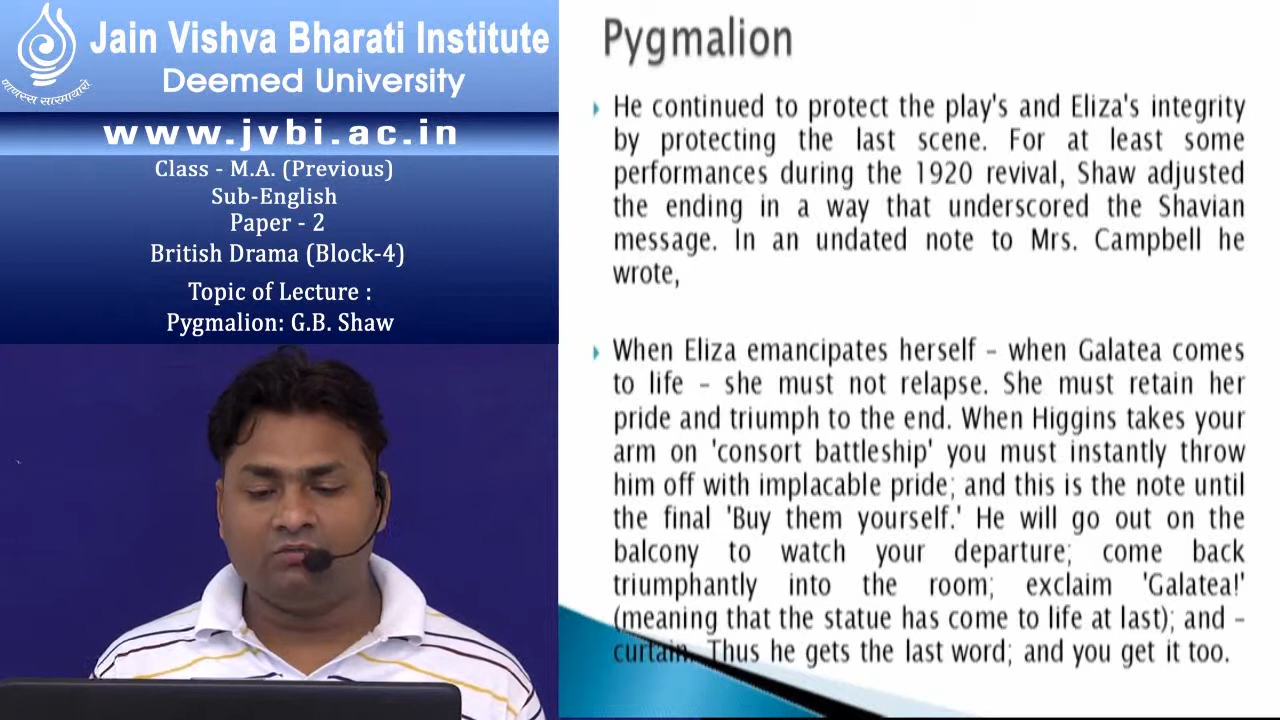 Jain Vishva Bharati Institute
Deemed University
णाणस्स सारमायारो
www.jvbi.ac.in
Class - M.A. (Previous)
Sub-English
Paper - 2
British Drama (Block-4)
Topic of Lecture :
Pygmalion: G.B. Shaw
Pygmalion
He continued to protect the play's and Eliza's integrity
by protecting the last scene. For at least some
performances during the 1920 revival, Shaw adjusted
the ending in a way that underscored the Shavian
message. In an undated note to Mrs. Campbell he
wrote,
When Eliza emancipates herself – when Galatea comes
to life – she must not relapse. She must retain her
pride and triumph to the end. When Higgins takes your
arm on 'consort battleship' you must instantly throw
him off with implacable pride; and this is the note until
the final 'Buy them yourself.' He will go out on the
balcony to watch your departure; come back
triumphantly into the room; exclaim 'Galatea!'
(meaning that the statue has come to life at last); and –
curtain. Thus he gets the last word; and you get it too.